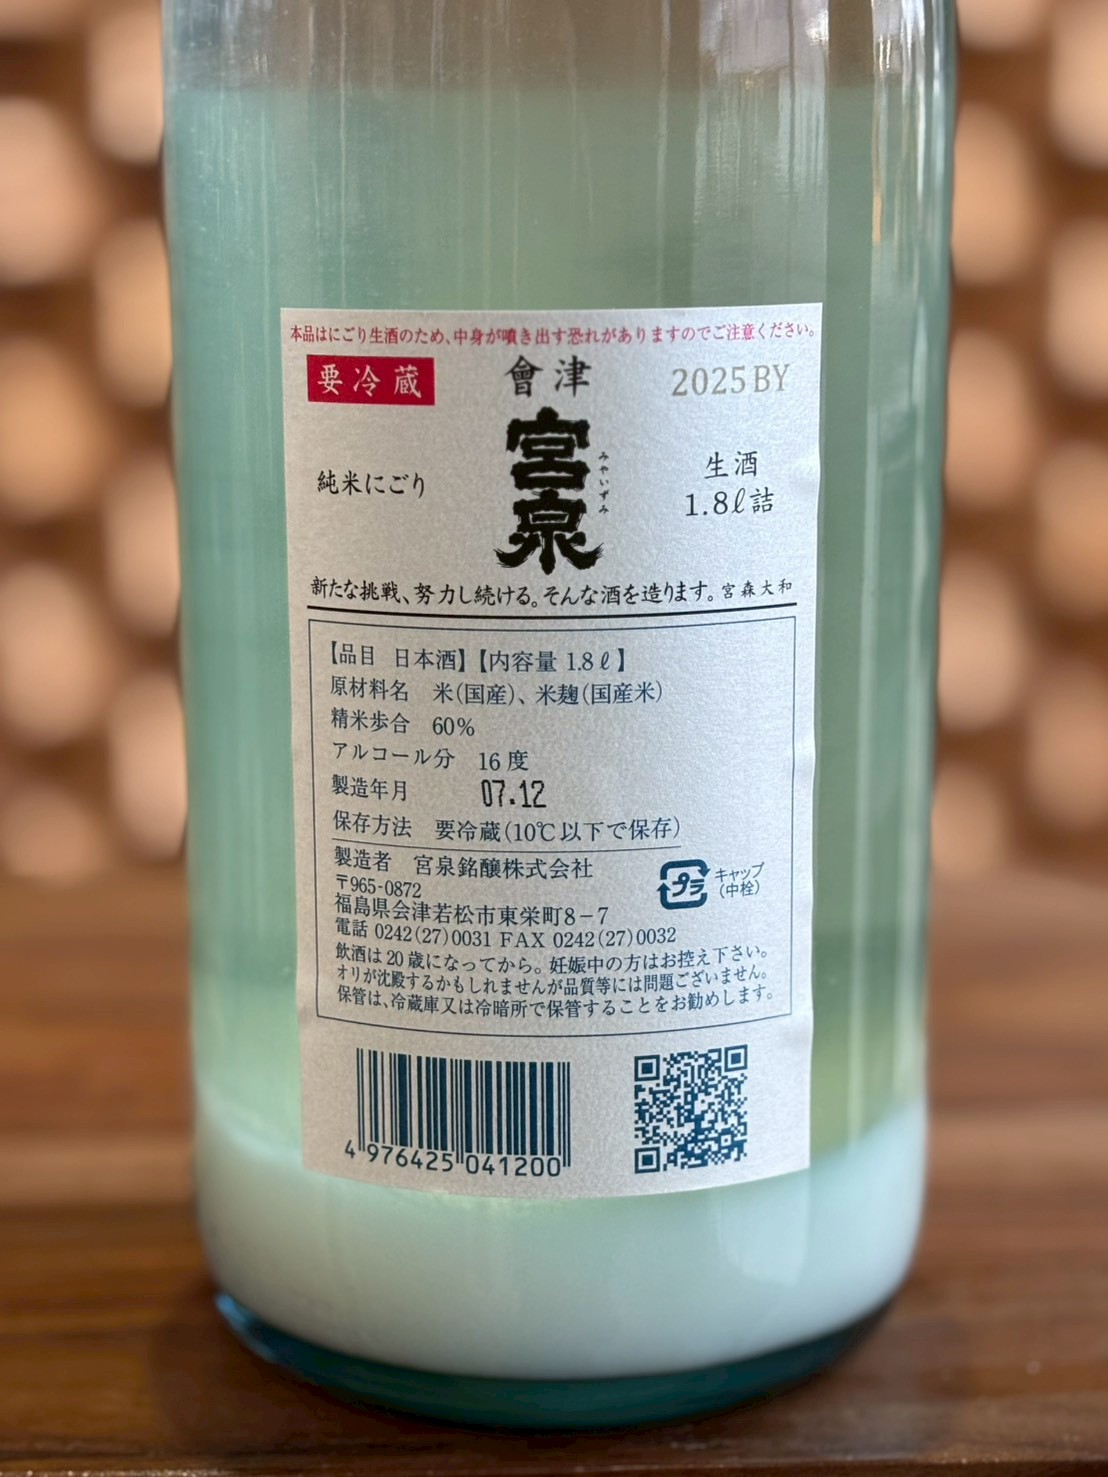 本品はにごり生酒のため、中身が噴き出す恐れがありますのでご注意ください。
要冷蔵
會津
2025BY
純米にごり
宮泉
みやいずみ
生酒
1.8ℓ詰
新たな挑戦、努力し続ける。そんな酒を造ります。宮森大和
【品目 日本酒】【内容量 1.8ℓ】
原材料名 米(国産)、米麹(国産米)
精米歩合 60%
アルコール分 16度
製造年月 07.12
保存方法 要冷蔵(10℃以下で保存)
製造者 宮泉銘醸株式会社
〒965-0872
福島県会津若松市東栄町8-7
電話 0242(27)0031 FAX 0242(27)0032
プラ
キャップ
(中栓)
飲酒は20歳になってから。妊娠中の方はお控え下さい。
オリが沈殿するかもしれませんが品質等には問題ございません。
保管は、冷蔵庫又は冷暗所で保管することをお勧めします。
4 976425 041200